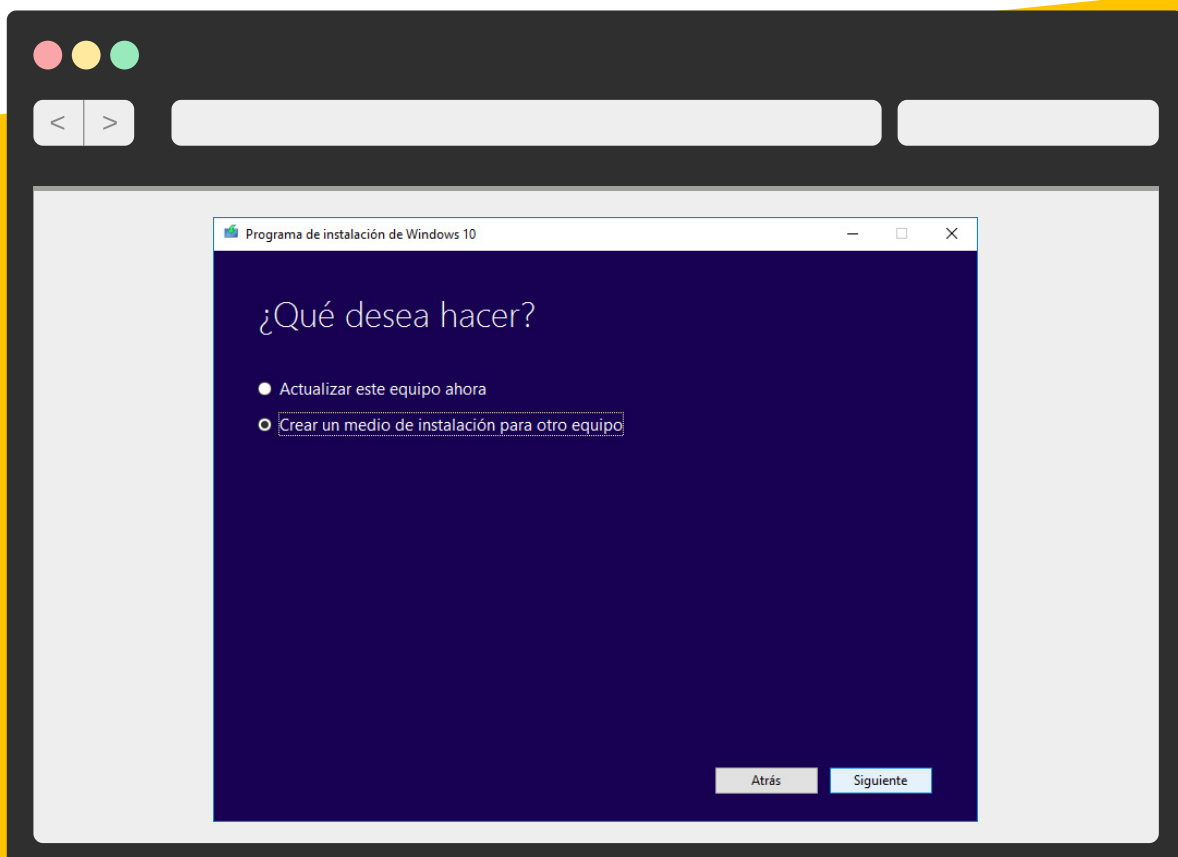 < >
Programa de instalación de Windows 10
¿Qué desea hacer?
Actualizar este equipo ahora
Crear un medio de instalación para otro equipo
Atrás Siguiente